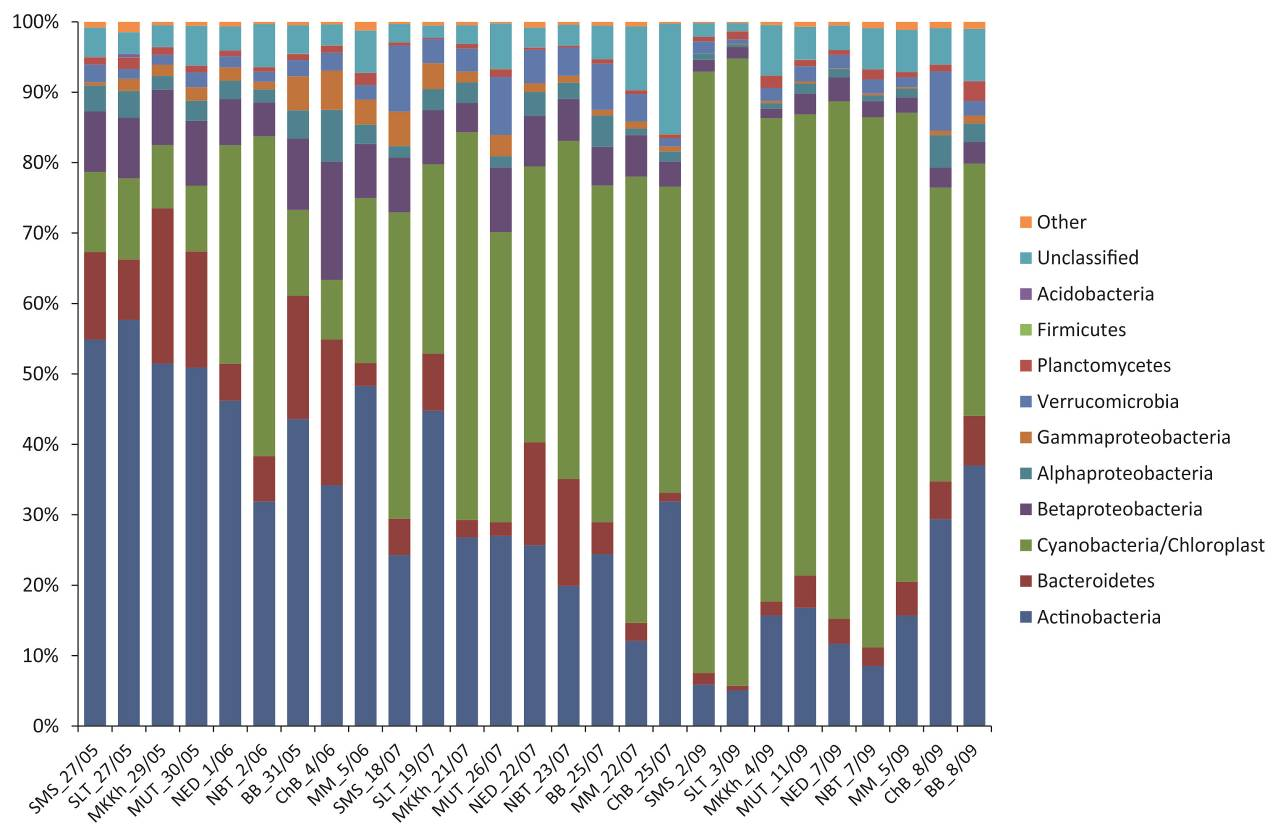 100%
90%
80%
70%
60%
50%
40%
30%
20%
10%
0%
SMS_27/05
SLT_27/05
MKKh_29/05
MUT_30/05
NED_1/06
NBT_2/06
BB_31/05
ChB_4/06
MM_5/06
SMS_18/07
SLT_19/07
MKKh_21/07
MUT_26/07
NED_22/07
NBT_23/07
BB_25/07
MM_22/07
ChB_25/07
SMS_2/09
SLT_3/09
MKKh_4/09
MUT_11/09
NED_7/09
NBT_7/09
MM_5/09
ChB_8/09
BB_8/09
Other
Unclassified
Acidobacteria
Firmicutes
Planctomycetes
Verrucomicrobia
Gammaproteobacteria
Alphaproteobacteria
Betaproteobacteria
Cyanobacteria/Chloroplast
Bacteroidetes
Actinobacteria